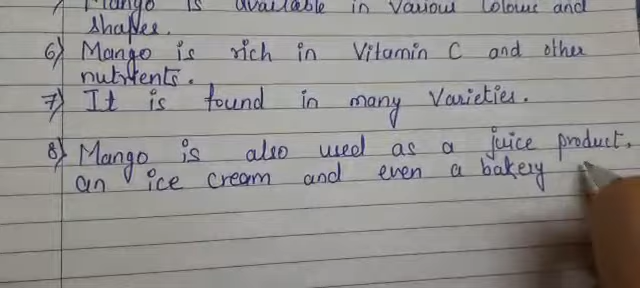 Mango is available in various colours and
shapes.
6) Mango is rich in Vitamin C and other
nutrients.
7) It is found in many varieties.
8) Mango is also used as a juice product,
an ice cream and even a bakery